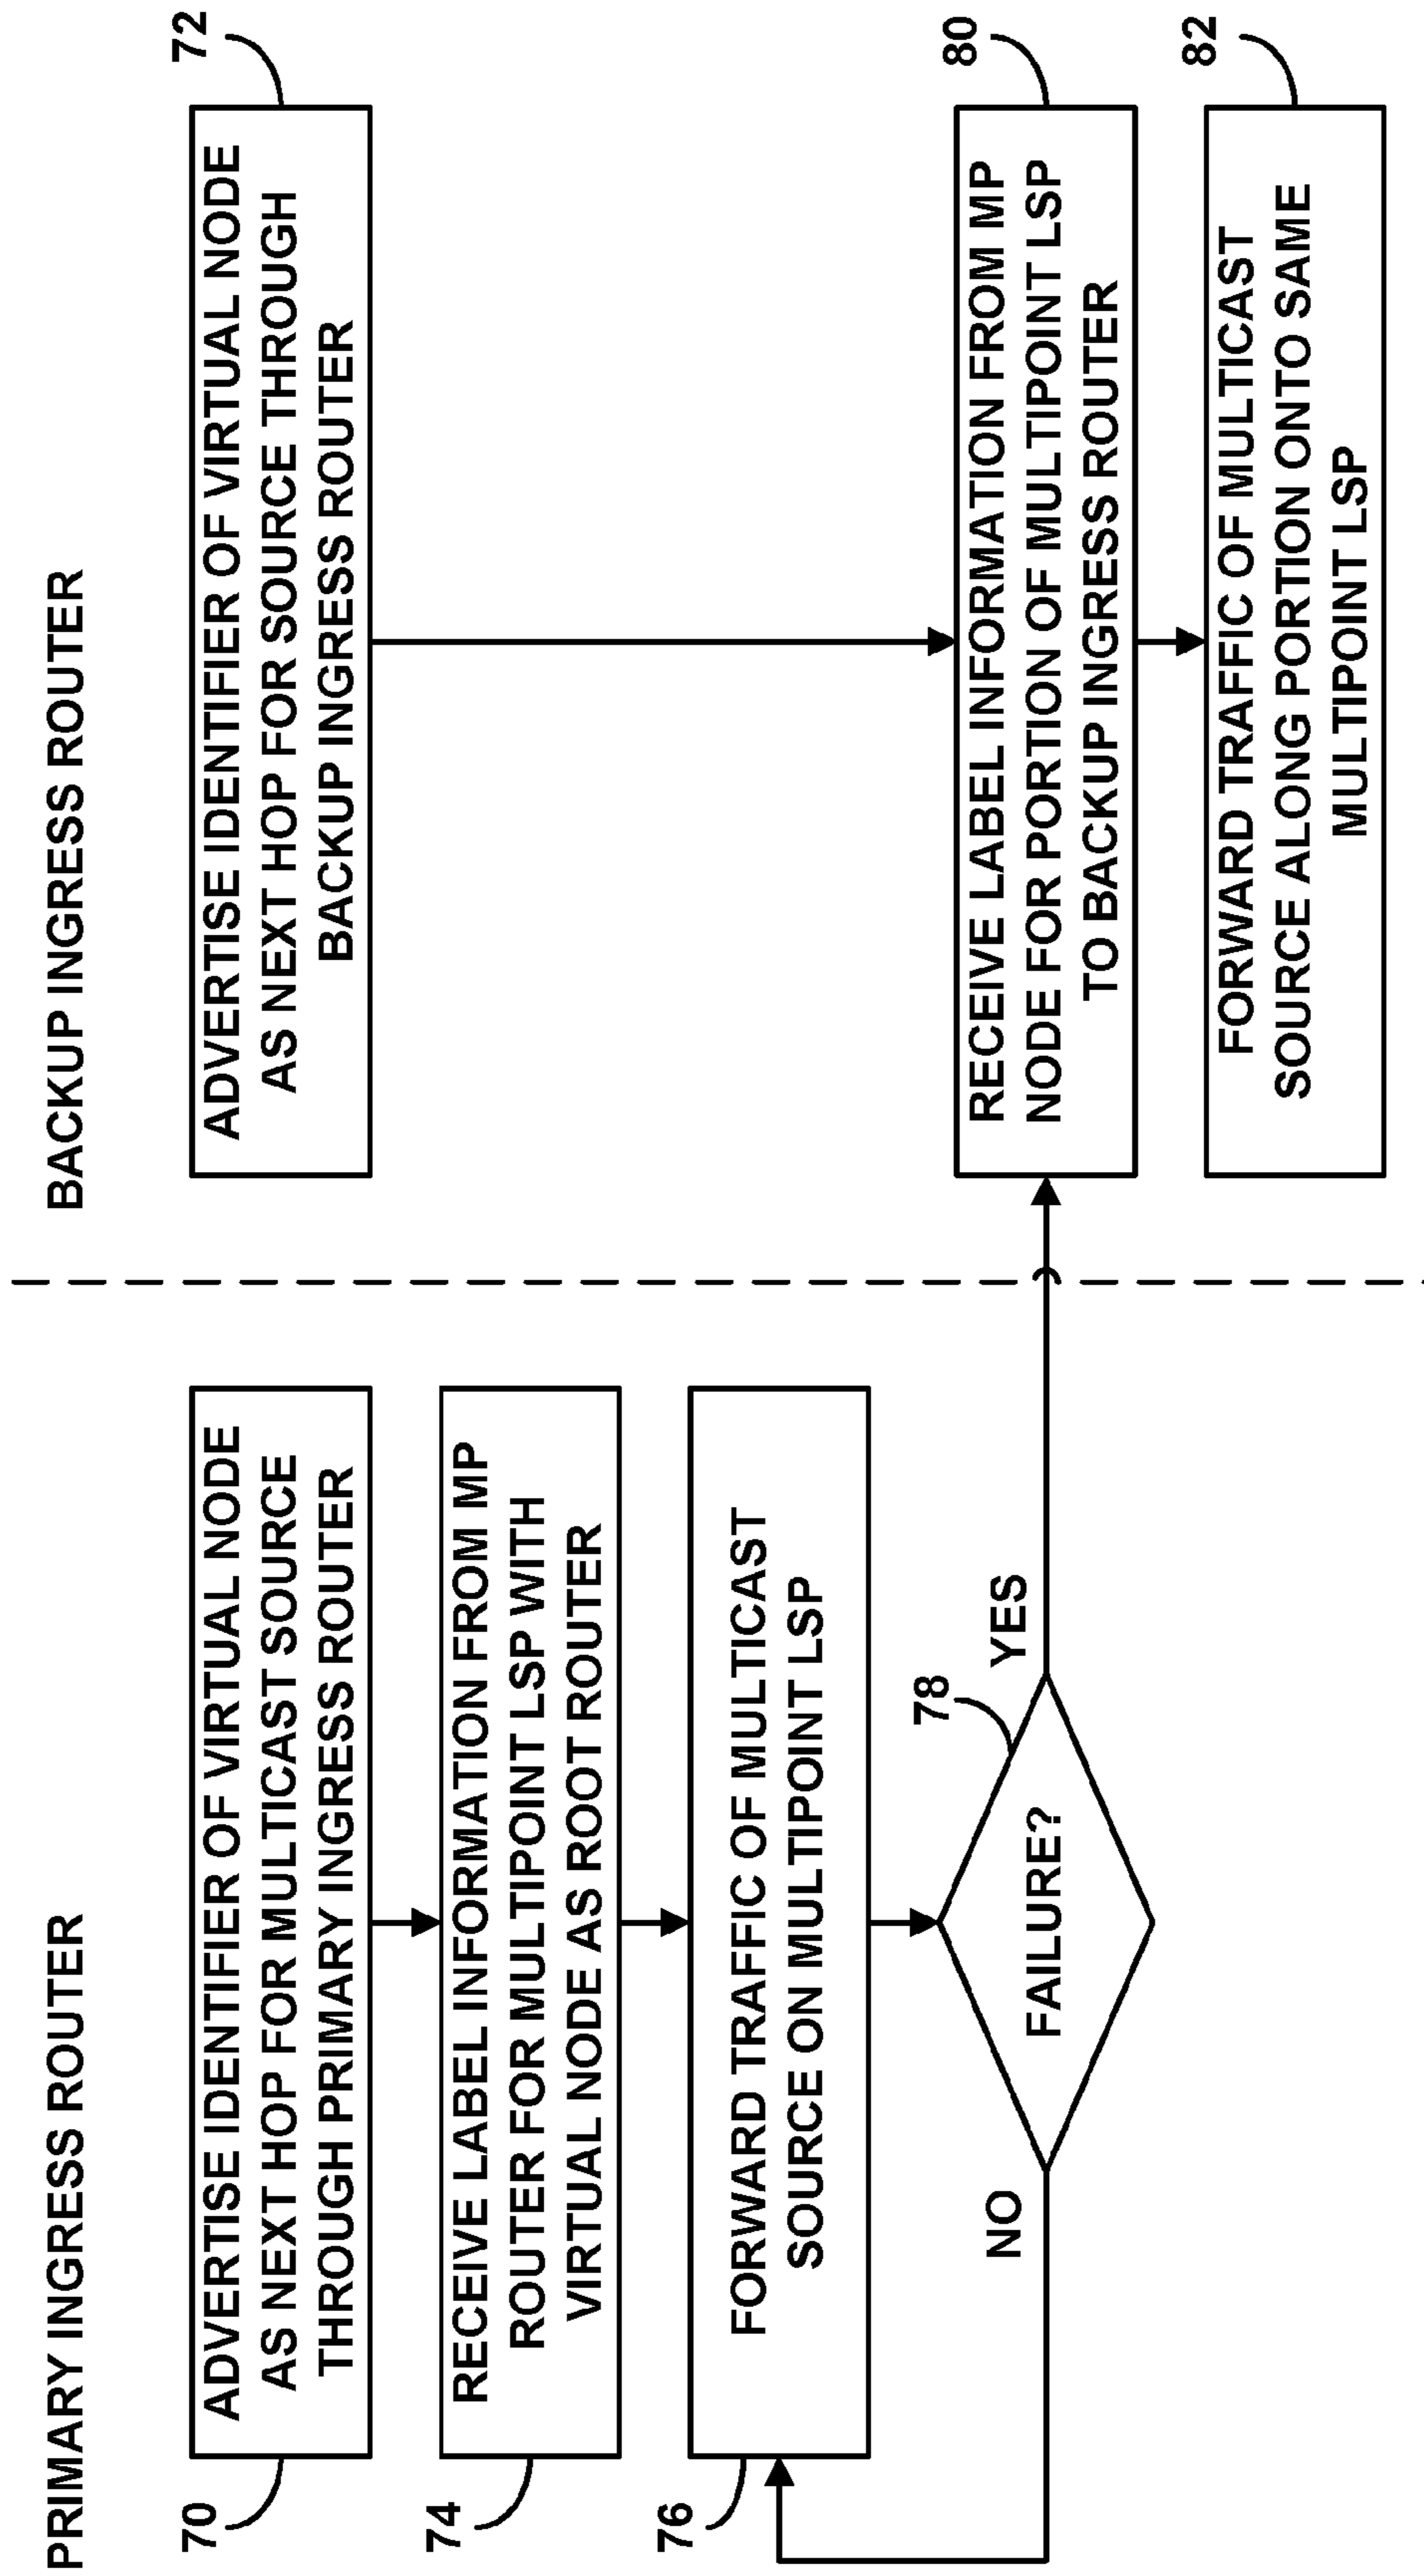 PRIMARY INGRESS ROUTER
BACKUP INGRESS ROUTER
70
ADVERTISE IDENTIFIER OF VIRTUAL NODE
AS NEXT HOP FOR MULTICAST SOURCE
THROUGH PRIMARY INGRESS ROUTER
ADVERTISE IDENTIFIER OF VIRTUAL NODE
AS NEXT HOP FOR SOURCE THROUGH
BACKUP INGRESS ROUTER
72
74
RECEIVE LABEL INFORMATION FROM MP
ROUTER FOR MULTIPOINT LSP WITH
VIRTUAL NODE AS ROOT ROUTER
76
FORWARD TRAFFIC OF MULTICAST
SOURCE ON MULTIPOINT LSP
78
FAILURE?
NO
YES
RECEIVE LABEL INFORMATION FROM MP
NODE FOR PORTION OF MULTIPOINT LSP
TO BACKUP INGRESS ROUTER
80
FORWARD TRAFFIC OF MULTICAST
SOURCE ALONG PORTION ONTO SAME
MULTIPOINT LSP
82